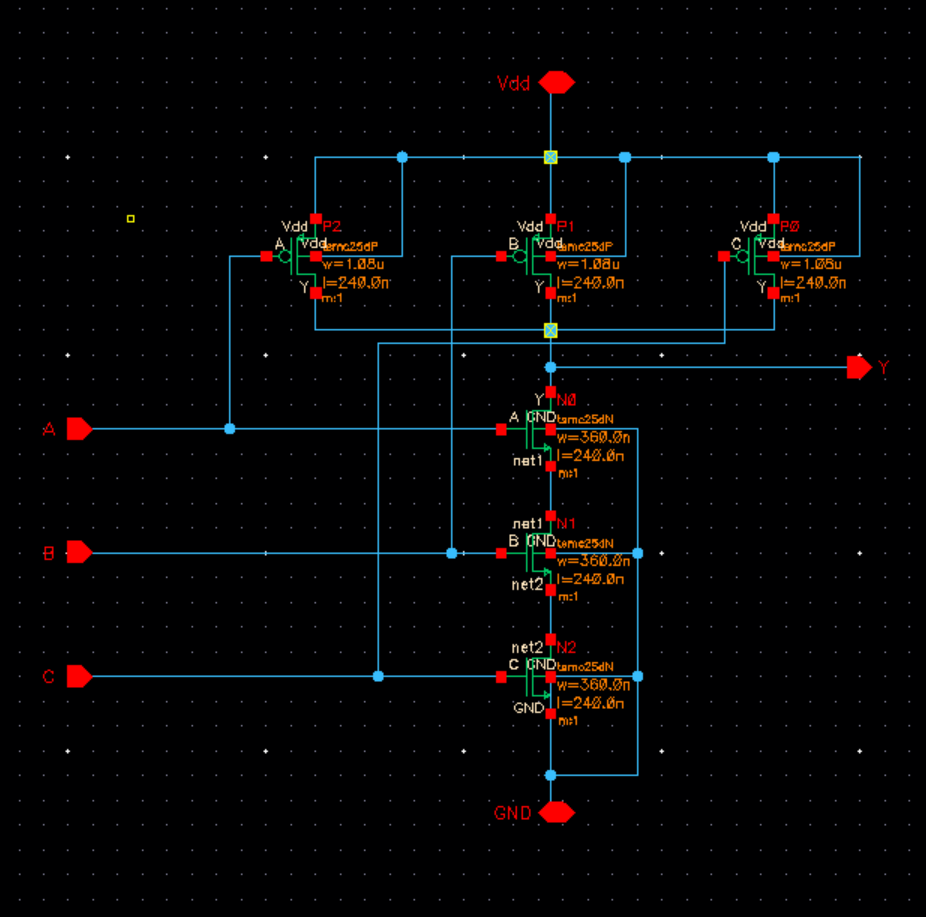 Vdd
Vdd P2
A Vdd tsmc25dP
w=1.08u
l=240.0n
Y m:1
Vdd P1
B Vdd tsmc25dP
w=1.08u
l=240.0n
Y m:1
Vdd P0
C Vdd tsmc25dP
w=1.08u
l=240.0n
Y m:1
Y
Y N0
A GND tsmc25dN
w=360.0n
l=240.0n
net1 m:1
A
net1 N1
B GND tsmc25dN
w=360.0n
l=240.0n
net2 m:1
B
net2 N2
C GND tsmc25dN
w=360.0n
l=240.0n
GND m:1
C
GND